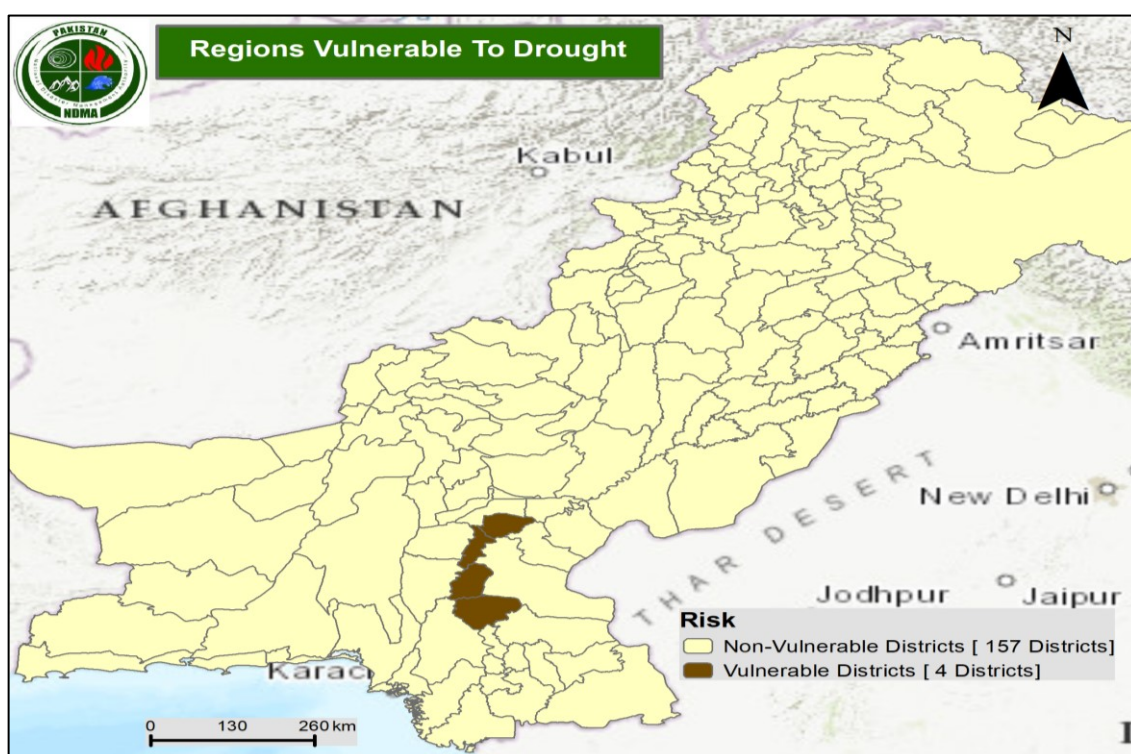 PAKISTAN
NDMA
Regions Vulnerable To Drought
N
Kabul
AFGHANISTAN
Amritsar
New Delhi
THAR DESERT
Jodhpur
Jaipur
Karac
Risk
Non-Vulnerable Districts [ 157 Districts]
Vulnerable Districts [ 4 Districts]
0 130 260 km